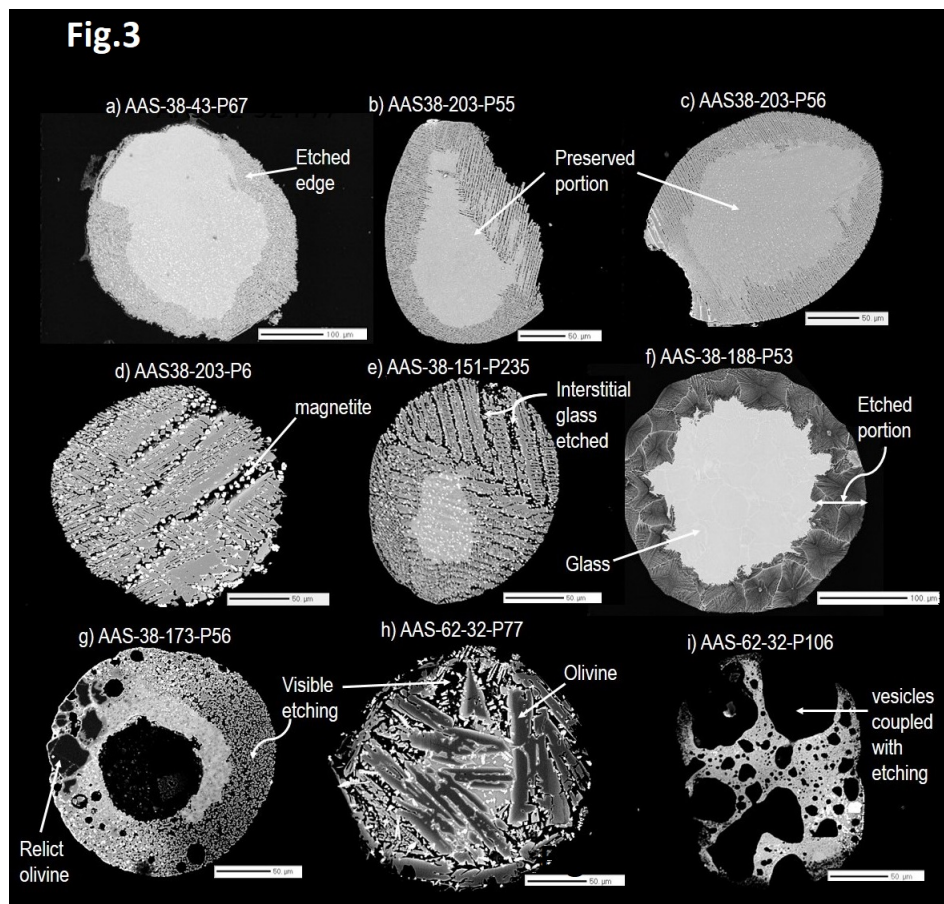 Fig.3
a) AAS-38-43-P67
b) AAS38-203-P55
c) AAS38-203-P56
Etched
edge
Preserved
portion
100 µm
50 µm
50 µm
d) AAS38-203-P6
e) AAS-38-151-P235
f) AAS-38-188-P53
magnetite
Interstitial
glass
etched
Etched
portion
Glass
50 µm
50 µm
100 µm
g) AAS-38-173-P56
h) AAS-62-32-P77
i) AAS-62-32-P106
Visible
etching
Olivine
vesicles
coupled
with
etching
Relict
olivine
50 µm
50 µm
50 µm